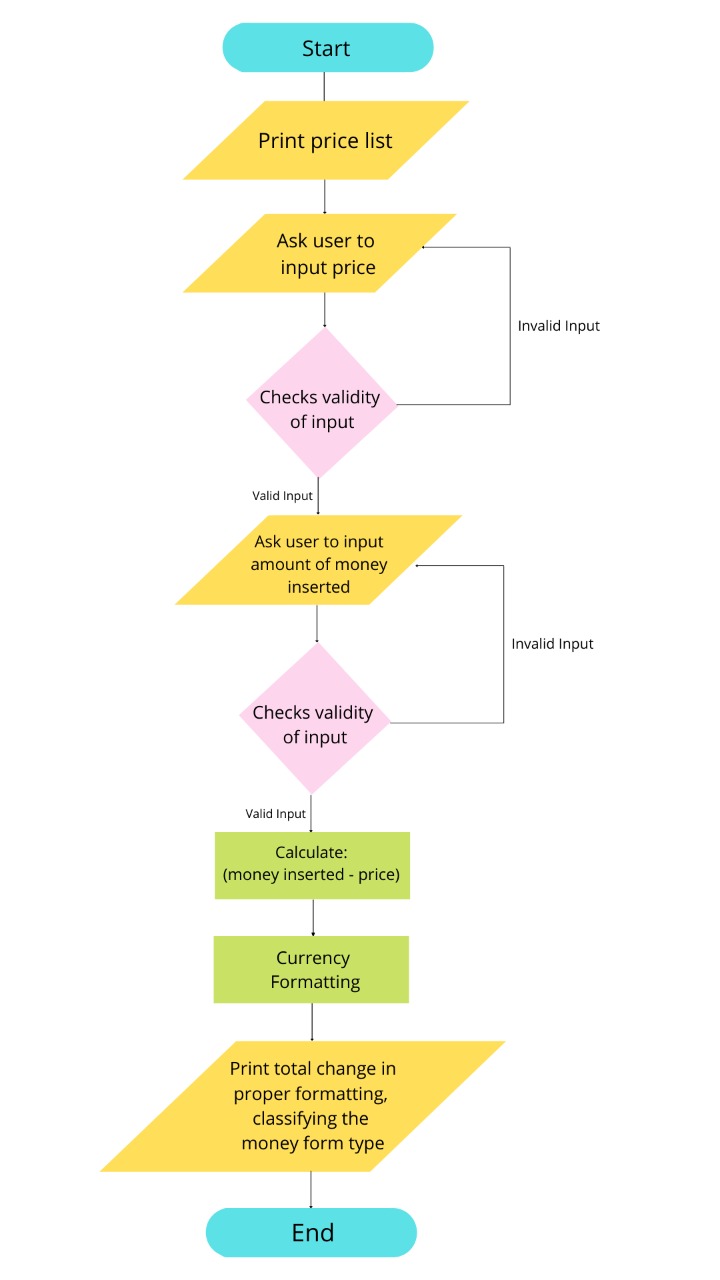 Start
Print price list
Ask user to
input price
Invalid Input
Checks validity
of input
Valid Input
Ask user to input
amount of money
inserted
Invalid Input
Checks validity
of input
Valid Input
Calculate:
(money inserted - price)
Currency
Formatting
Print total change in
proper formatting,
classifying the
money form type
End